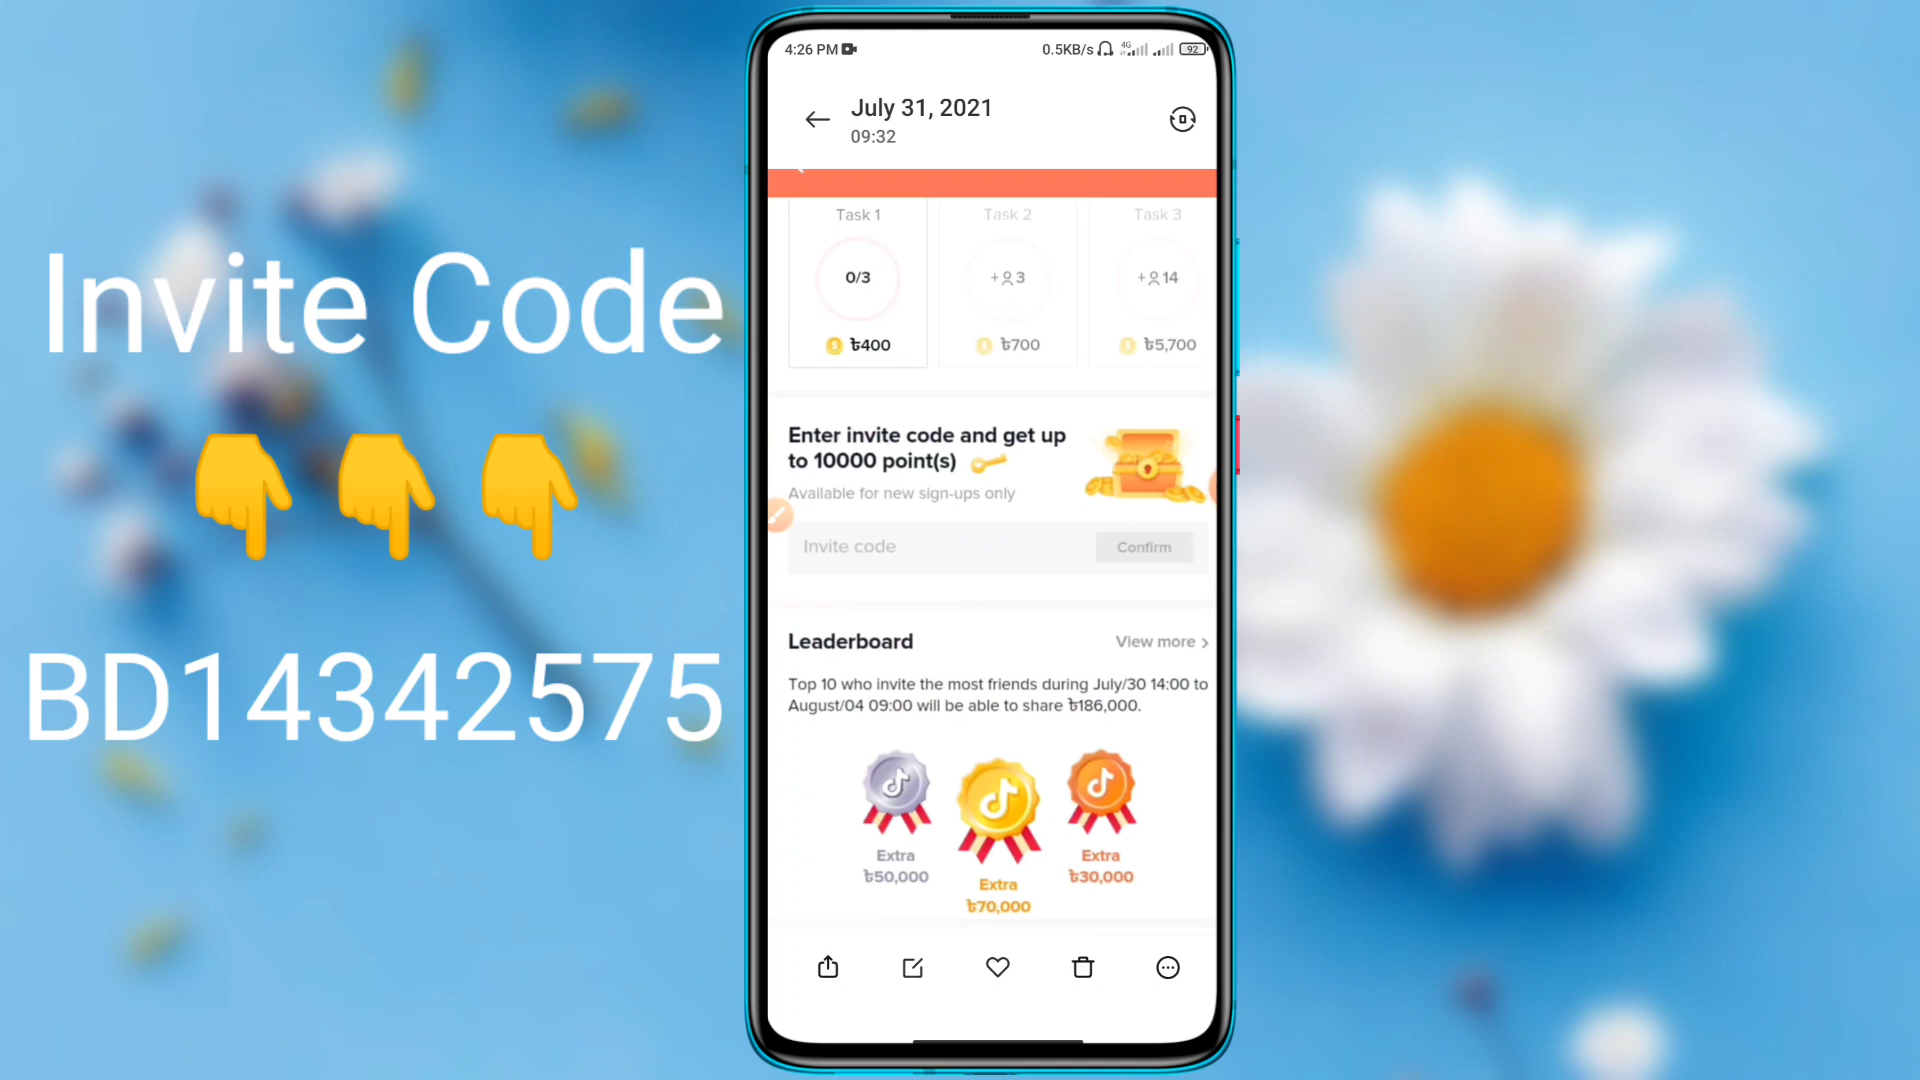 Invite Code
👇 👇 👇
BD14342575
4:26 PM
0.5KB/s 4G 92
July 31, 2021
09:32
Task 1
Task 2
Task 3
0/3
+3
+14
৳400
৳700
৳5,700
Enter invite code and get up
to 10000 point(s)
Available for new sign-ups only
Invite code
Confirm
Leaderboard
View more >
Top 10 who invite the most friends during July/30 14:00 to
August/04 09:00 will be able to share ৳186,000.
Extra
৳50,000
Extra
৳70,000
Extra
৳30,000